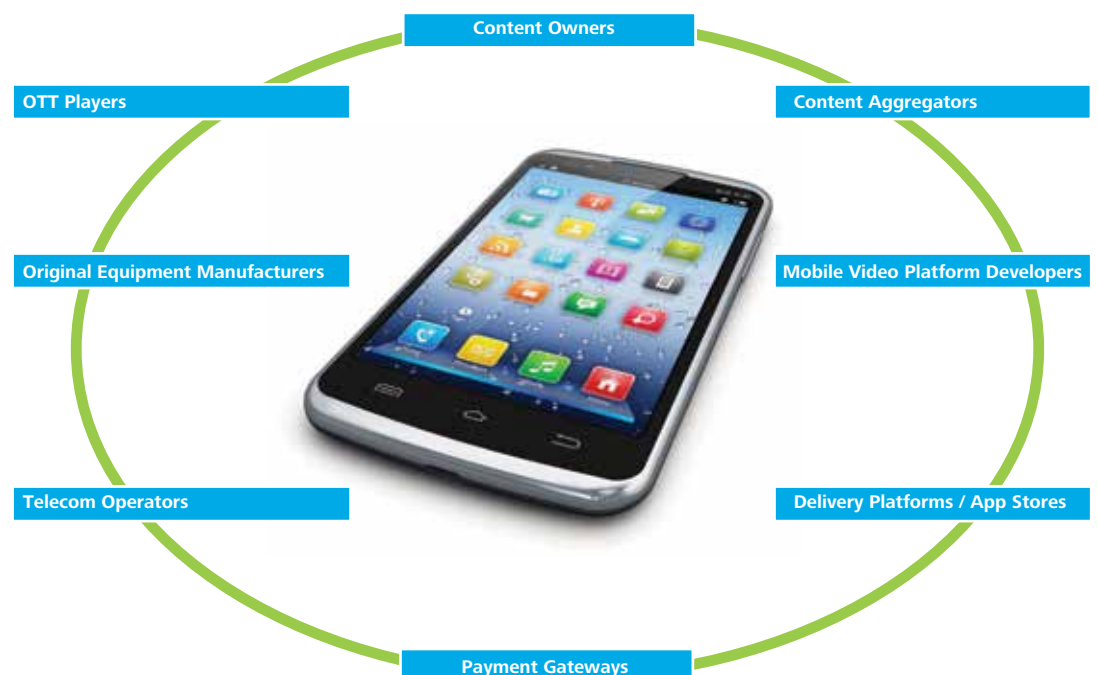 Content Owners
OTT Players
Content Aggregators
Original Equipment Manufacturers
Mobile Video Platform Developers
Telecom Operators
Delivery Platforms / App Stores
Payment Gateways